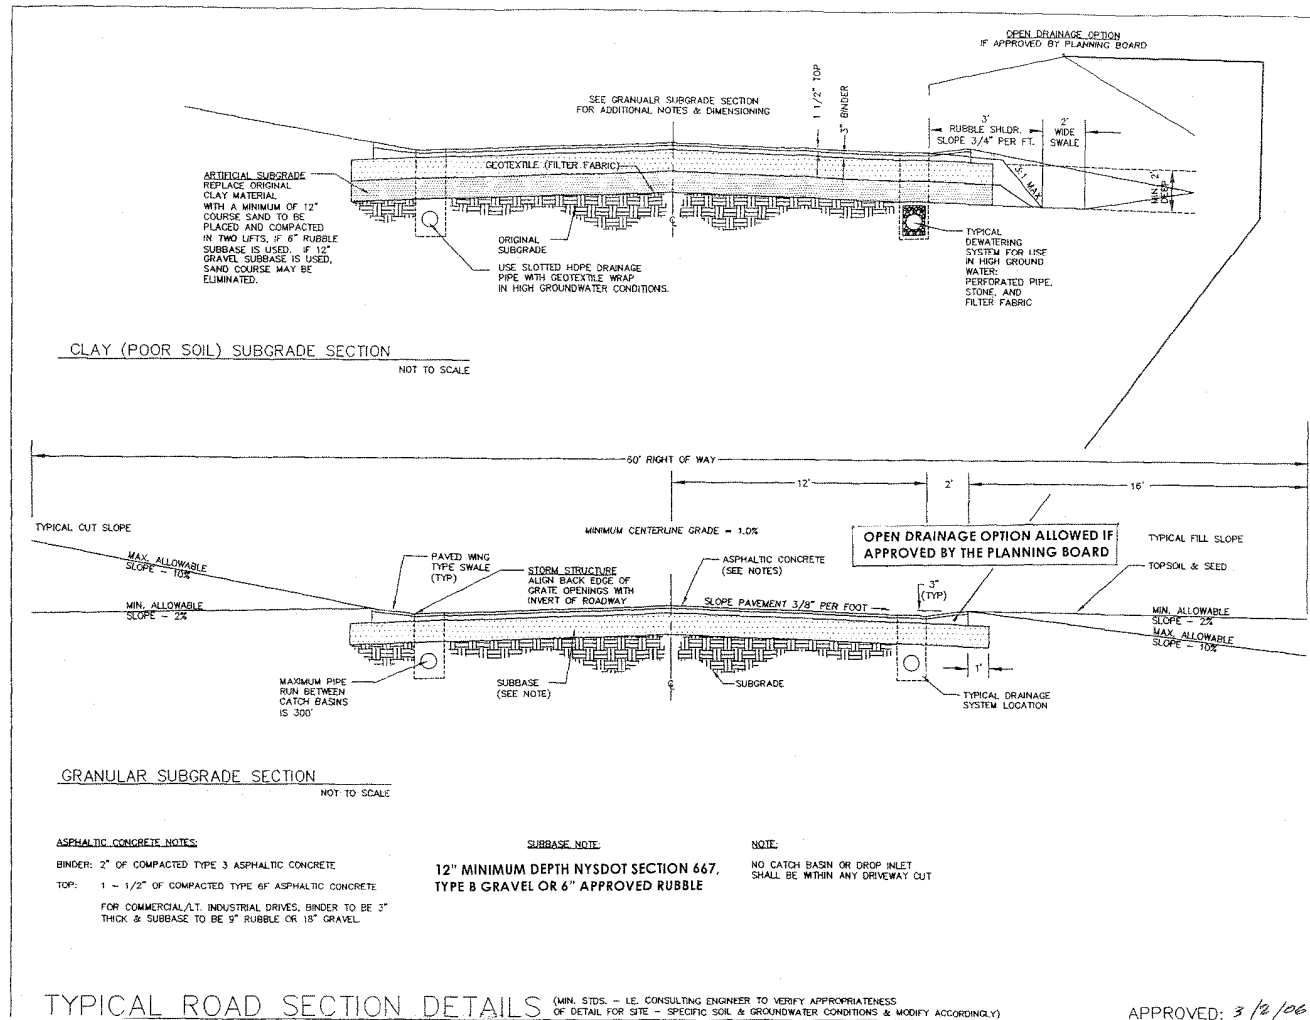 OPEN DRAINAGE OPTION
IF APPROVED BY PLANNING BOARD
SEE GRANUALR SUBGRADE SECTION
FOR ADDITIONAL NOTES & DIMENSIONING
1 1/2" TOP
3" BINDER
3'
RUBBLE SHLDR.
SLOPE 3/4" PER FT.
2'
WIDE
SWALE
GEOTEXTILE (FILTER FABRIC)
3:1 MAX.
MIN. 2'
DEEP
ARTIFICIAL SUBGRADE
REPLACE ORIGINAL
CLAY MATERIAL
WITH A MINIMUM OF 12"
COURSE SAND TO BE
PLACED AND COMPACTED
IN TWO LIFTS, IF 6" RUBBLE
SUBBASE IS USED. IF 12"
GRAVEL SUBBASE IS USED,
SAND COURSE MAY BE
ELIMINATED.
ORIGINAL
SUBGRADE
USE SLOTTED HDPE DRAINAGE
PIPE WITH GEOTEXTILE WRAP
IN HIGH GROUNDWATER CONDITIONS.
TYPICAL
DEWATERING
SYSTEM FOR USE
IN HIGH GROUND
WATER:
PERFORATED PIPE,
STONE, AND
FILTER FABRIC
CLAY (POOR SOIL) SUBGRADE SECTION
NOT TO SCALE
60' RIGHT OF WAY
12'
2'
16'
TYPICAL CUT SLOPE
MINIMUM CENTERLINE GRADE = 1.0%
OPEN DRAINAGE OPTION ALLOWED IF
APPROVED BY THE PLANNING BOARD
TYPICAL FILL SLOPE
MAX. ALLOWABLE
SLOPE - 10%
PAVED WING
TYPE SWALE
(TYP)
STORM STRUCTURE
ALIGN BACK EDGE OF
GRATE OPENINGS WITH
INVERT OF ROADWAY
ASPHALTIC CONCRETE
(SEE NOTES)
3"
(TYP)
TOPSOIL & SEED
MIN. ALLOWABLE
SLOPE - 2%
SLOPE PAVEMENT 3/8" PER FOOT
MIN. ALLOWABLE
SLOPE - 2%
MAX. ALLOWABLE
SLOPE - 10%
1'
MAXIMUM PIPE
RUN BETWEEN
CATCH BASINS
IS 300'
SUBBASE
(SEE NOTE)
SUBGRADE
TYPICAL DRAINAGE
SYSTEM LOCATION
GRANULAR SUBGRADE SECTION
NOT TO SCALE
ASPHALTIC CONCRETE NOTES:
BINDER: 2" OF COMPACTED TYPE 3 ASPHALTIC CONCRETE
TOP: 1 - 1/2" OF COMPACTED TYPE 6F ASPHALTIC CONCRETE
FOR COMMERCIAL/LT. INDUSTRIAL DRIVES, BINDER TO BE 3"
THICK & SUBBASE TO BE 9" RUBBLE OR 18" GRAVEL
SUBBASE NOTE:
12" MINIMUM DEPTH NYSDOT SECTION 667,
TYPE B GRAVEL OR 6" APPROVED RUBBLE
NOTE:
NO CATCH BASIN OR DROP INLET
SHALL BE WITHIN ANY DRIVEWAY CUT
TYPICAL ROAD SECTION DETAILS (MIN. STDS. - I.E. CONSULTING ENGINEER TO VERIFY APPROPRIATENESS
OF DETAIL FOR SITE - SPECIFIC SOIL & GROUNDWATER CONDITIONS & MODIFY ACCORDINGLY)
APPROVED: 3/2/06